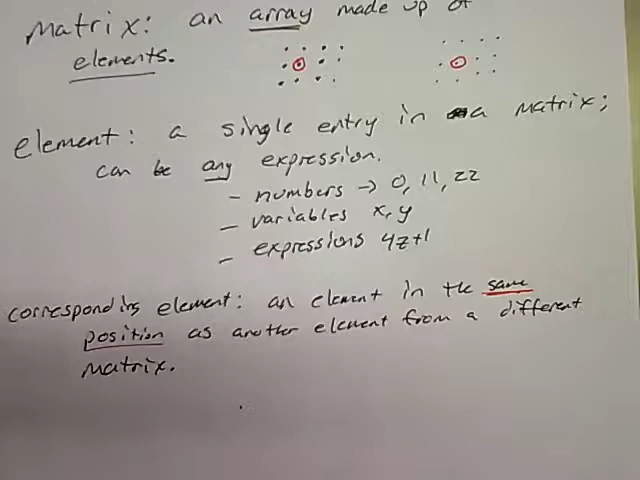 matrix: an array made up of
elements.
element: a single entry in a matrix;
can be any expression.
- numbers → 0, 11, 22
- variables x, y
- expressions 4z+1
corresponding element: an element in the same
position as another element from a different
matrix.